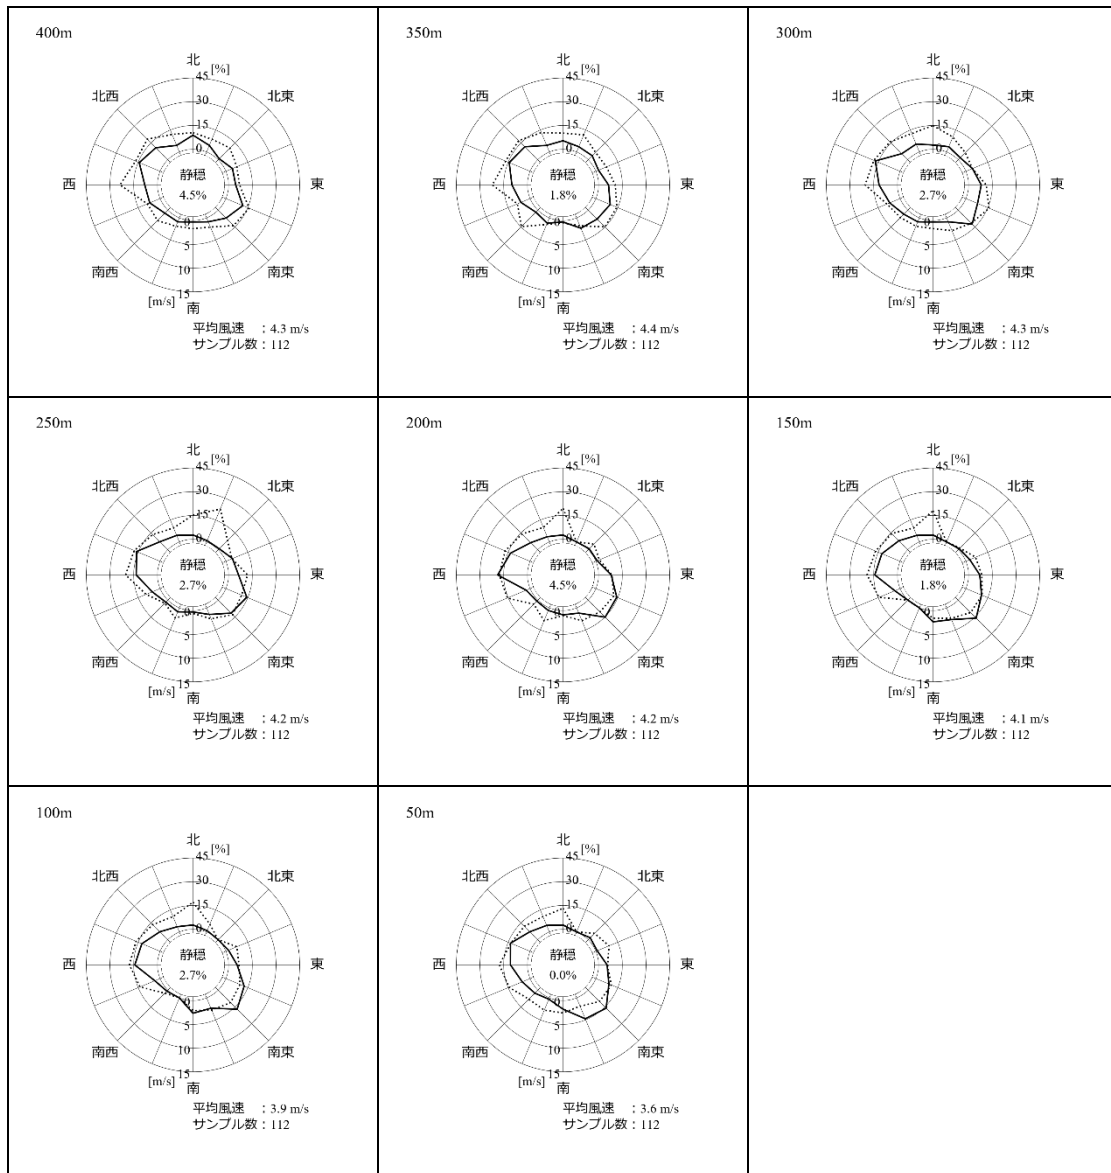 400m
北
45 [%]
北西
30
北東
15
0
西
静穏
東
4.5%
0
5
南西
10
南東
[m/s] 15
南
平均風速 : 4.3 m/s
サンプル数 : 112
350m
北
45 [%]
北西
30
北東
15
0
西
静穏
東
1.8%
0
5
南西
10
南東
[m/s] 15
南
平均風速 : 4.4 m/s
サンプル数 : 112
300m
北
45 [%]
北西
30
北東
15
0
西
静穏
東
2.7%
0
5
南西
10
南東
[m/s] 15
南
平均風速 : 4.3 m/s
サンプル数 : 112
250m
北
45 [%]
北西
30
北東
15
0
西
静穏
東
2.7%
0
5
南西
10
南東
[m/s] 15
南
平均風速 : 4.2 m/s
サンプル数 : 112
200m
北
45 [%]
北西
30
北東
15
0
西
静穏
東
4.5%
0
5
南西
10
南東
[m/s] 15
南
平均風速 : 4.2 m/s
サンプル数 : 112
150m
北
45 [%]
北西
30
北東
15
0
西
静穏
東
1.8%
0
5
南西
10
南東
[m/s] 15
南
平均風速 : 4.1 m/s
サンプル数 : 112
100m
北
45 [%]
北西
30
北東
15
0
西
静穏
東
2.7%
0
5
南西
10
南東
[m/s] 15
南
平均風速 : 3.9 m/s
サンプル数 : 112
50m
北
45 [%]
北西
30
北東
15
0
西
静穏
東
0.0%
0
5
南西
10
南東
[m/s] 15
南
平均風速 : 3.6 m/s
サンプル数 : 112